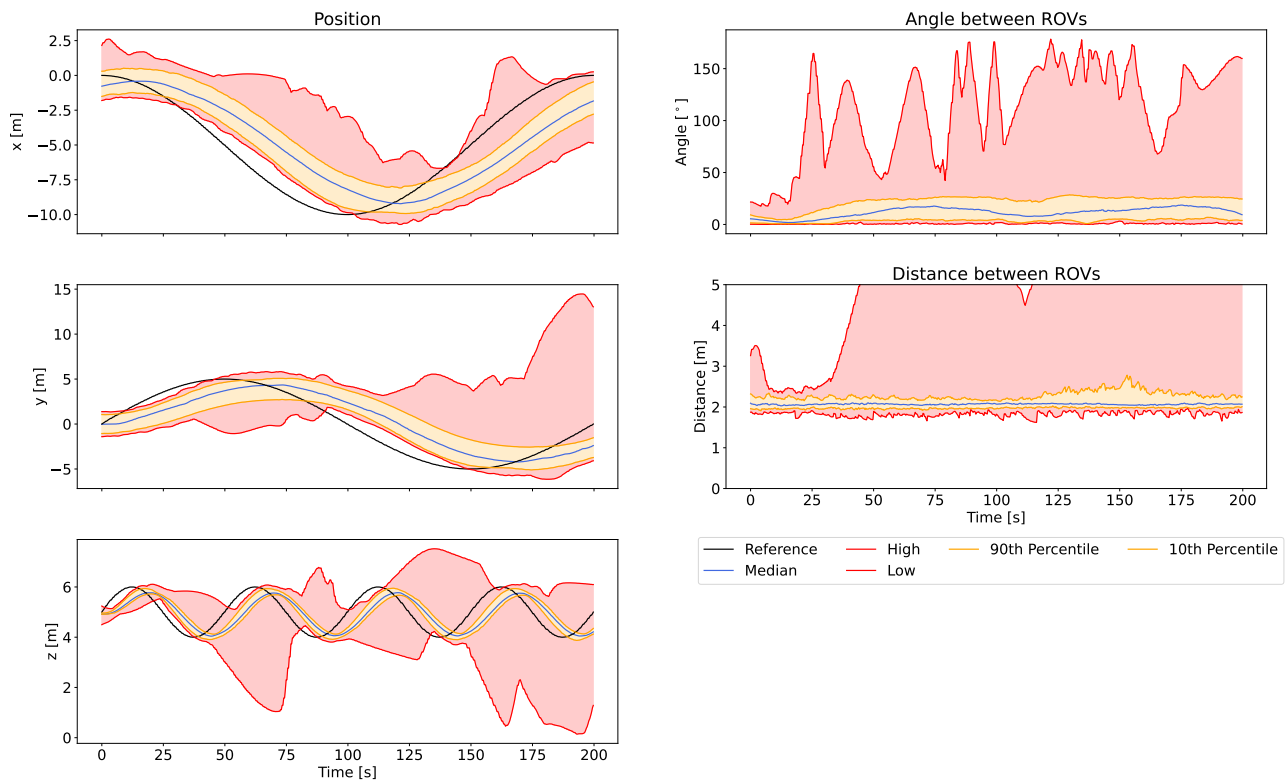 Position
x [m]
2.5
0.0
−2.5
−5.0
−7.5
−10.0
y [m]
15
10
5
0
−5
z [m]
6
4
2
0
0 25 50 75 100 125 150 175 200
Time [s]
Angle between ROVs
Angle [°]
150
100
50
0
Distance between ROVs
Distance [m]
5
4
3
2
1
0
0 25 50 75 100 125 150 175 200
Time [s]
Reference High 90th Percentile 10th Percentile
Median Low